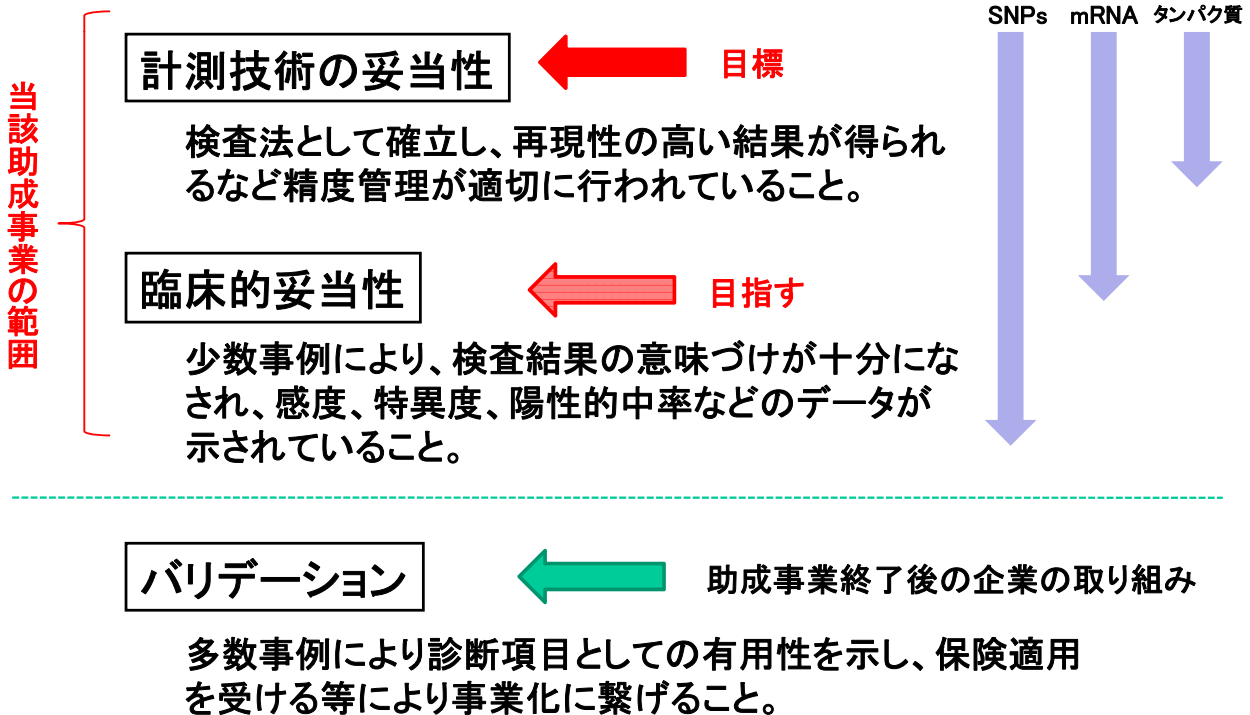 SNPs mRNA タンパク質
当該助成事業の範囲
計測技術の妥当性
目標
検査法として確立し、再現性の高い結果が得られ
るなど精度管理が適切に行われていること。
臨床的妥当性
目指す
少数事例により、検査結果の意味づけが十分にな
され、感度、特異度、陽性的中率などのデータが
示されていること。
バリデーション
助成事業終了後の企業の取り組み
多数事例により診断項目としての有用性を示し、保険適用
を受ける等により事業化に繋げること。